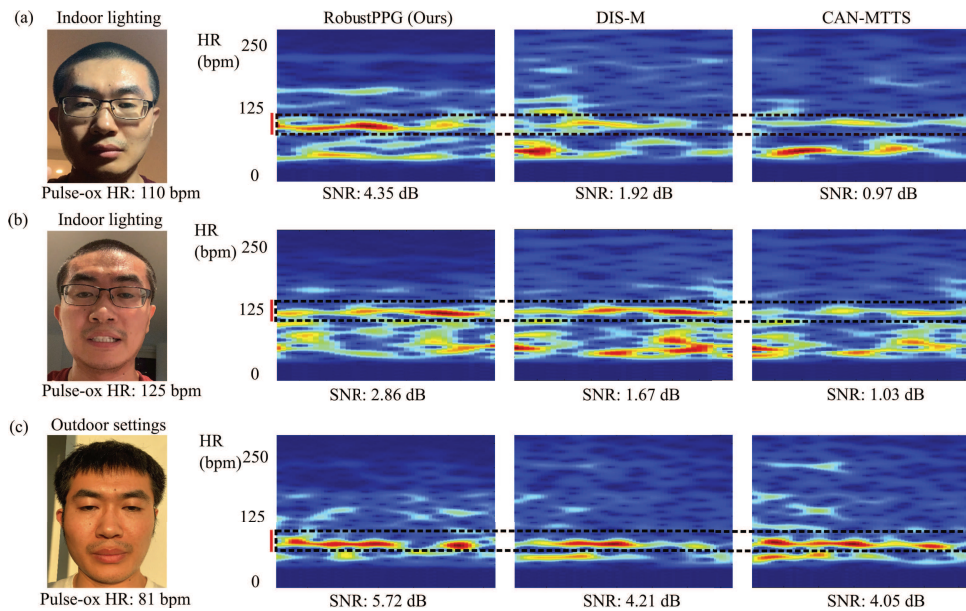 (a) Indoor lighting
RobustPPG (Ours) DIS-M CAN-MTTS
HR
(bpm)
250
125
0
Pulse-ox HR: 110 bpm
SNR: 4.35 dB SNR: 1.92 dB SNR: 0.97 dB
(b) Indoor lighting
HR
(bpm)
250
125
0
Pulse-ox HR: 125 bpm
SNR: 2.86 dB SNR: 1.67 dB SNR: 1.03 dB
(c) Outdoor settings
HR
(bpm)
250
125
0
Pulse-ox HR: 81 bpm
SNR: 5.72 dB SNR: 4.21 dB SNR: 4.05 dB